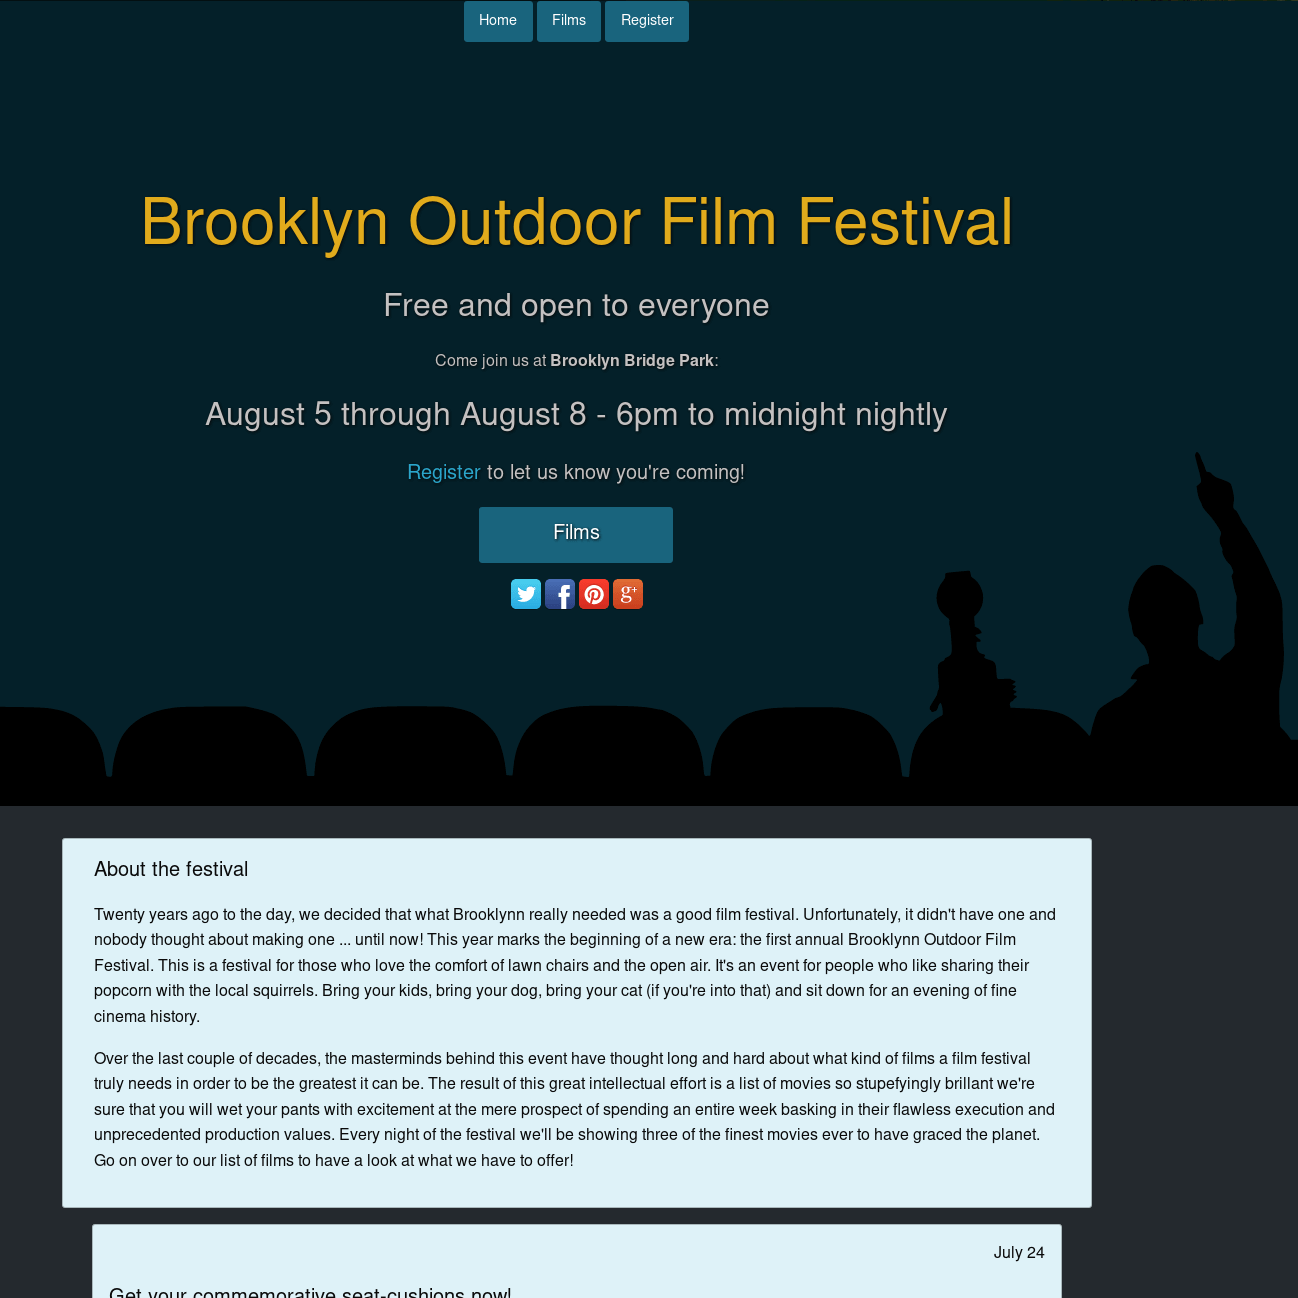 Home Films Register
Brooklyn Outdoor Film Festival
Free and open to everyone
Come join us at Brooklyn Bridge Park:
August 5 through August 8 - 6pm to midnight nightly
Register to let us know you're coming!
Films
About the festival
Twenty years ago to the day, we decided that what Brooklynn really needed was a good film festival. Unfortunately, it didn't have one and
nobody thought about making one ... until now! This year marks the beginning of a new era: the first annual Brooklynn Outdoor Film
Festival. This is a festival for those who love the comfort of lawn chairs and the open air. It's an event for people who like sharing their
popcorn with the local squirrels. Bring your kids, bring your dog, bring your cat (if you're into that) and sit down for an evening of fine
cinema history.
Over the last couple of decades, the masterminds behind this event have thought long and hard about what kind of films a film festival
truly needs in order to be the greatest it can be. The result of this great intellectual effort is a list of movies so stupefyingly brillant we're
sure that you will wet your pants with excitement at the mere prospect of spending an entire week basking in their flawless execution and
unprecedented production values. Every night of the festival we'll be showing three of the finest movies ever to have graced the planet.
Go on over to our list of films to have a look at what we have to offer!
July 24
Get your commemorative seat-cushions now!